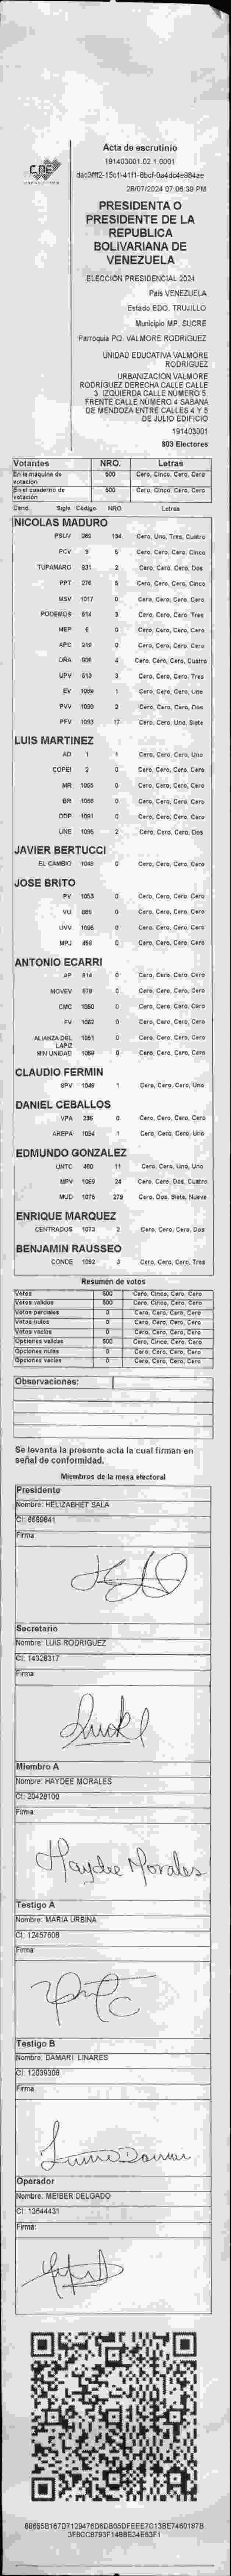 CNE
Acta de escrutinio
191403001.02.1.0001
28/07/2024 07:06:39 PM
PRESIDENTA O
PRESIDENTE DE LA
REPUBLICA
BOLIVARIANA DE
VENEZUELA
ELECCIÓN PRESIDENCIAL 2024
País VENEZUELA
Estado EDO. TRUJILLO
Municipio MP. SUCRE
Parroquia PQ. VALMORE RODRIGUEZ
UNIDAD EDUCATIVA VALMORE
RODRIGUEZ
URBANIZACION VALMORE
RODRÍGUEZ DERECHA CALLE CALLE
3. IZQUIERDA CALLE NÚMERO 5.
FRENTE CALLE NÚMERO 4 SABANA
DE MENDOZA ENTRE CALLES 4 Y 5
DE JULIO EDIFICIO
191403001
803 Electores
Votantes NRO. Letras
En la maquina de votación 500 Cero, Cinco, Cero, Cero
En el cuaderno de votación 500 Cero, Cinco, Cero, Cero
Cand. Sigla Código NRO Letras
NICOLAS MADURO
PSUV 268 134 Cero, Uno, Tres, Cuatro
PCV 9 5 Cero, Cero, Cero, Cinco
TUPAMARO 931 2 Cero, Cero, Cero, Dos
PPT 276 5 Cero, Cero, Cero, Cinco
MSV 1017 0 Cero, Cero, Cero, Cero
PODEMOS 614 3 Cero, Cero, Cero, Tres
MEP 6 0 Cero, Cero, Cero, Cero
APC 219 0 Cero, Cero, Cero, Cero
ORA 905 4 Cero, Cero, Cero, Cuatro
UPV 513 3 Cero, Cero, Cero, Tres
EV 1089 1 Cero, Cero, Cero, Uno
PVV 1090 2 Cero, Cero, Cero, Dos
PFV 1093 17 Cero, Cero, Uno, Siete
LUIS MARTINEZ
AD 1 1 Cero, Cero, Cero, Uno
COPEI 2 0 Cero, Cero, Cero, Cero
MR 1065 0 Cero, Cero, Cero, Cero
BR 1088 0 Cero, Cero, Cero, Cero
DDP 1091 0 Cero, Cero, Cero, Cero
UNE 1095 2 Cero, Cero, Cero, Dos
JAVIER BERTUCCI
EL CAMBIO 1048 0 Cero, Cero, Cero, Cero
JOSE BRITO
PV 1053 0 Cero, Cero, Cero, Cero
VU 868 0 Cero, Cero, Cero, Cero
UVV 1096 0 Cero, Cero, Cero, Cero
MPJ 459 0 Cero, Cero, Cero, Cero
ANTONIO ECARRI
AP 814 0 Cero, Cero, Cero, Cero
MOVEV 979 0 Cero, Cero, Cero, Cero
CMC 1050 0 Cero, Cero, Cero, Cero
FV 1062 0 Cero, Cero, Cero, Cero
ALIANZA DEL LAPIZ 1051 0 Cero, Cero, Cero, Cero
MIN UNIDAD 1059 0 Cero, Cero, Cero, Cero
CLAUDIO FERMIN
SPV 1049 1 Cero, Cero, Cero, Uno
DANIEL CEBALLOS
VPA 236 0 Cero, Cero, Cero, Cero
AREPA 1094 1 Cero, Cero, Cero, Uno
EDMUNDO GONZALEZ
UNTC 460 11 Cero, Cero, Uno, Uno
MPV 1069 24 Cero, Cero, Dos, Cuatro
MUD 1076 279 Cero, Dos, Siete, Nueve
ENRIQUE MARQUEZ
CENTRADOS 1073 2 Cero, Cero, Cero, Dos
BENJAMIN RAUSSEO
CONDE 1092 3 Cero, Cero, Cero, Tres
Resumen de votos
Votos 500 Cero, Cinco, Cero, Cero
Votos validos 500 Cero, Cinco, Cero, Cero
Votos parciales 0 Cero, Cero, Cero, Cero
Votos nulos 0 Cero, Cero, Cero, Cero
Votos vacios 0 Cero, Cero, Cero, Cero
Opciones validas 500 Cero, Cinco, Cero, Cero
Opciones nulas 0 Cero, Cero, Cero, Cero
Opciones vacias 0 Cero, Cero, Cero, Cero
Observaciones:
Se levanta la presente acta la cual firman en
señal de conformidad.
Miembros de la mesa electoral
Presidente
Nombre: HELIZABHET SALA
CI: 6689841
Firma:
Secretario
Nombre: LUIS RODRIGUEZ
CI: 14328317
Firma:
Miembro A
Nombre: HAYDEE MORALES
CI: 20428100
Firma:
Haydee Morales
Testigo A
Nombre: MARIA URBINA
CI: 12457608
Firma:
Testigo B
Nombre: DAMARI LINARES
CI: 12039306
Firma:
Operador
Nombre: MEIBER DELGADO
CI: 13644431
Firma: